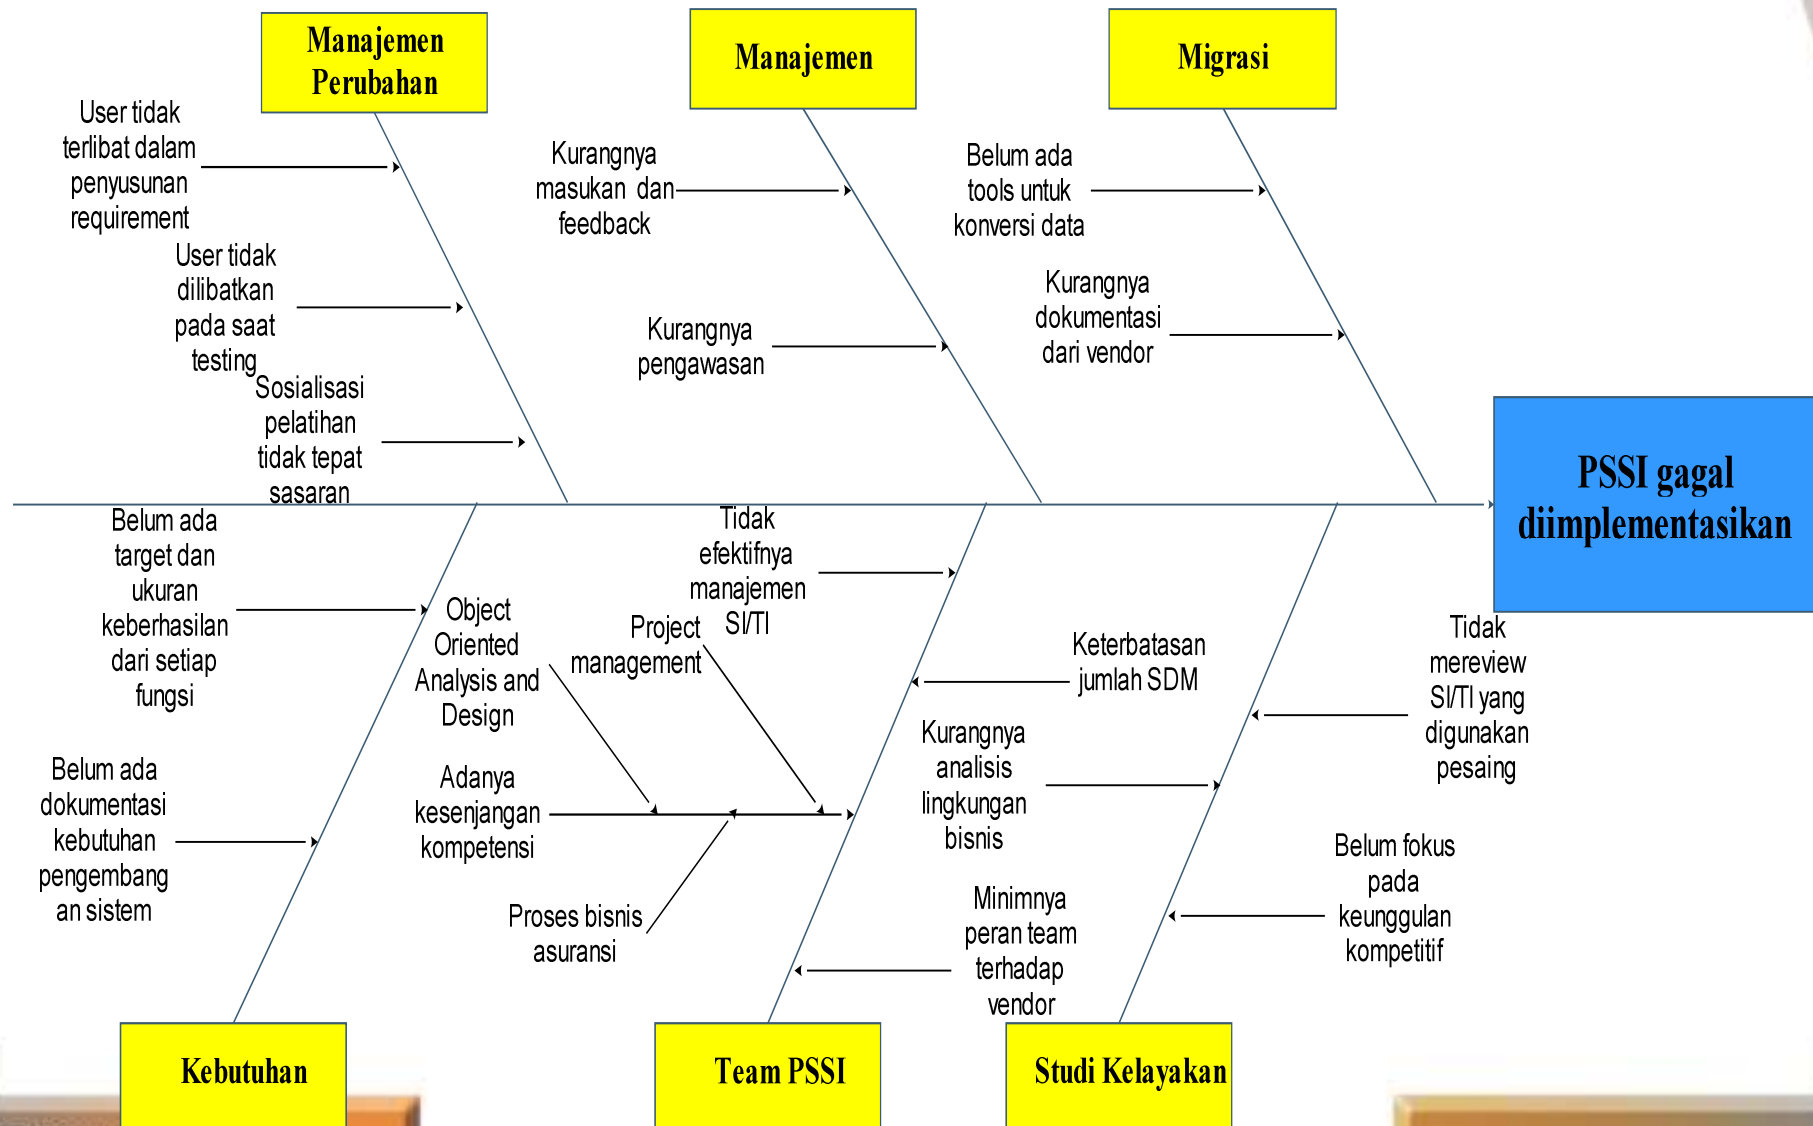 Manajemen
Perubahan
Manajemen
Migrasi
User tidak
terlibat dalam
penyusunan
requirement
User tidak
dilibatkan
pada saat
testing
Sosialisasi
pelatihan
tidak tepat
sasaran
Kurangnya
masukan dan
feedback
Kurangnya
pengawasan
Belum ada
tools untuk
konversi data
Kurangnya
dokumentasi
dari vendor
PSSI gagal
diimplementasikan
Belum ada
target dan
ukuran
keberhasilan
dari setiap
fungsi
Belum ada
dokumentasi
kebutuhan
pengembang
an sistem
Object
Oriented
Analysis and
Design
Project
management
Tidak
efektifnya
manajemen
SI/TI
Adanya
kesenjangan
kompetensi
Proses bisnis
asuransi
Keterbatasan
jumlah SDM
Kurangnya
analisis
lingkungan
bisnis
Minimnya
peran team
terhadap
vendor
Tidak
mereview
SI/TI yang
digunakan
pesaing
Belum fokus
pada
keunggulan
kompetitif
Kebutuhan
Team PSSI
Studi Kelayakan